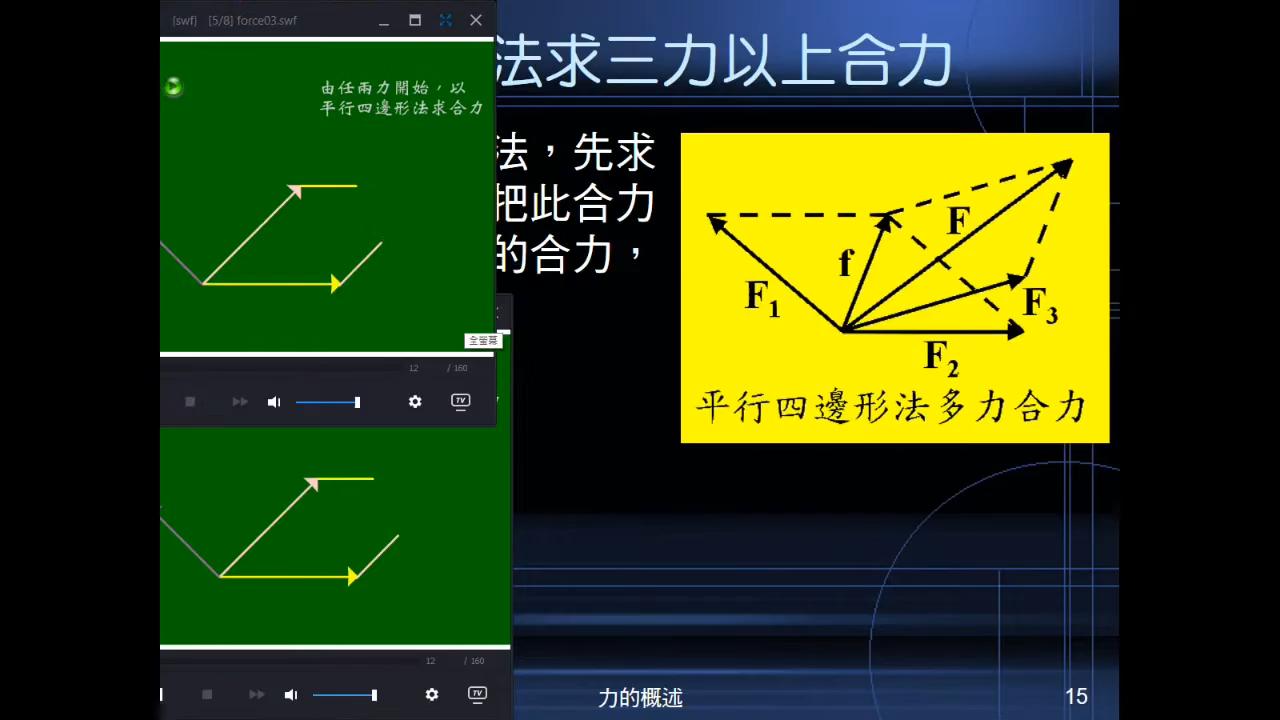 (swf) [5/8] force03.swf
法求三力以上合力
由任兩力開始，以
平行四邊形法求合力
法，先求
把此合力
的合力，
全螢幕
12 / 160
TV
F
f
F₁
F₃
F₂
平行四邊形法多力合力
12 / 160
TV
力的概述
15